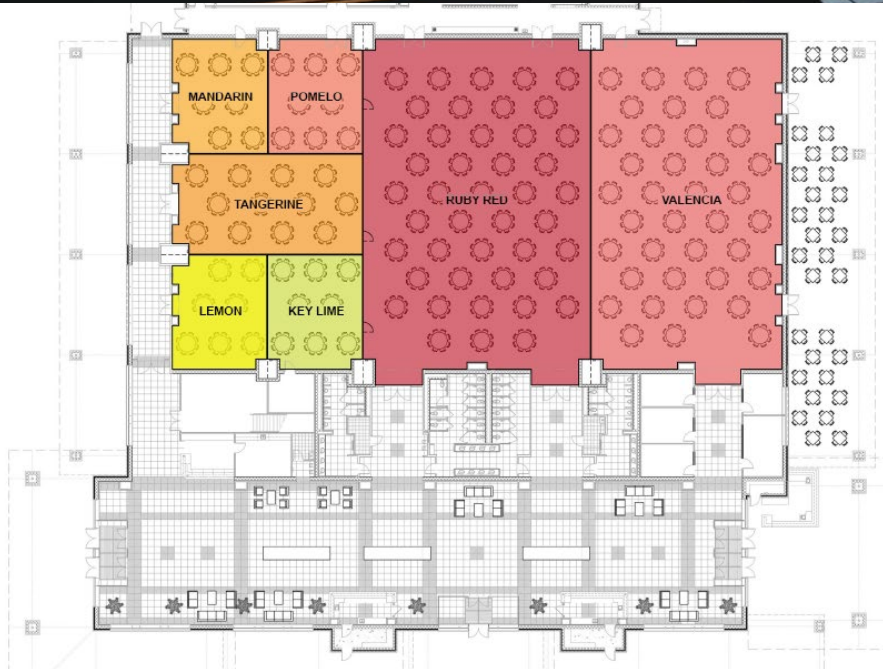 MANDARIN
POMELO
TANGERINE
RUBY RED
VALENCIA
LEMON
KEY LIME